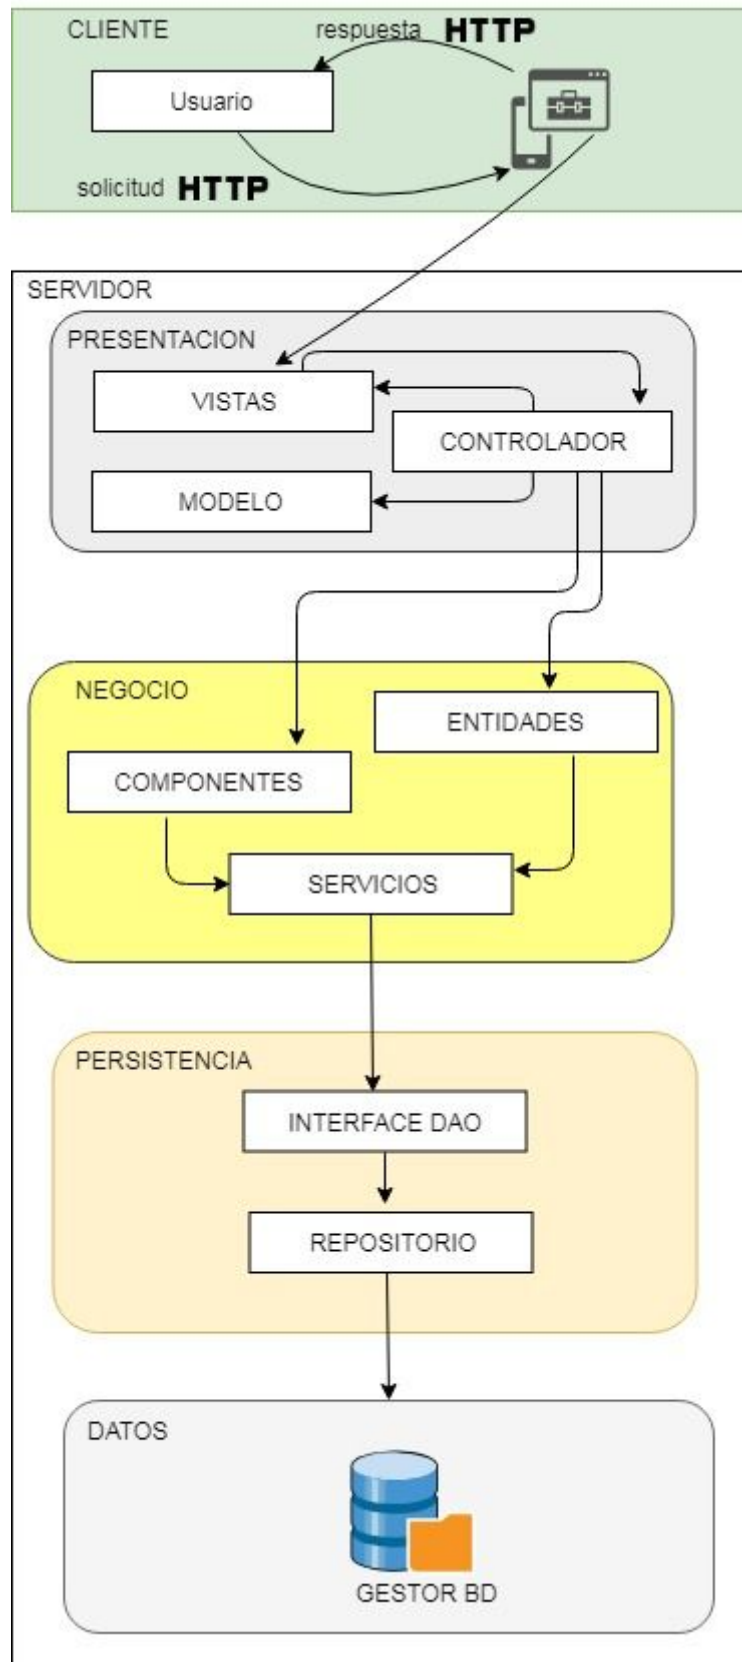 CLIENTE
respuesta HTTP
Usuario
solicitud HTTP
SERVIDOR
PRESENTACION
VISTAS
CONTROLADOR
MODELO
NEGOCIO
ENTIDADES
COMPONENTES
SERVICIOS
PERSISTENCIA
INTERFACE DAO
REPOSITORIO
DATOS
GESTOR BD